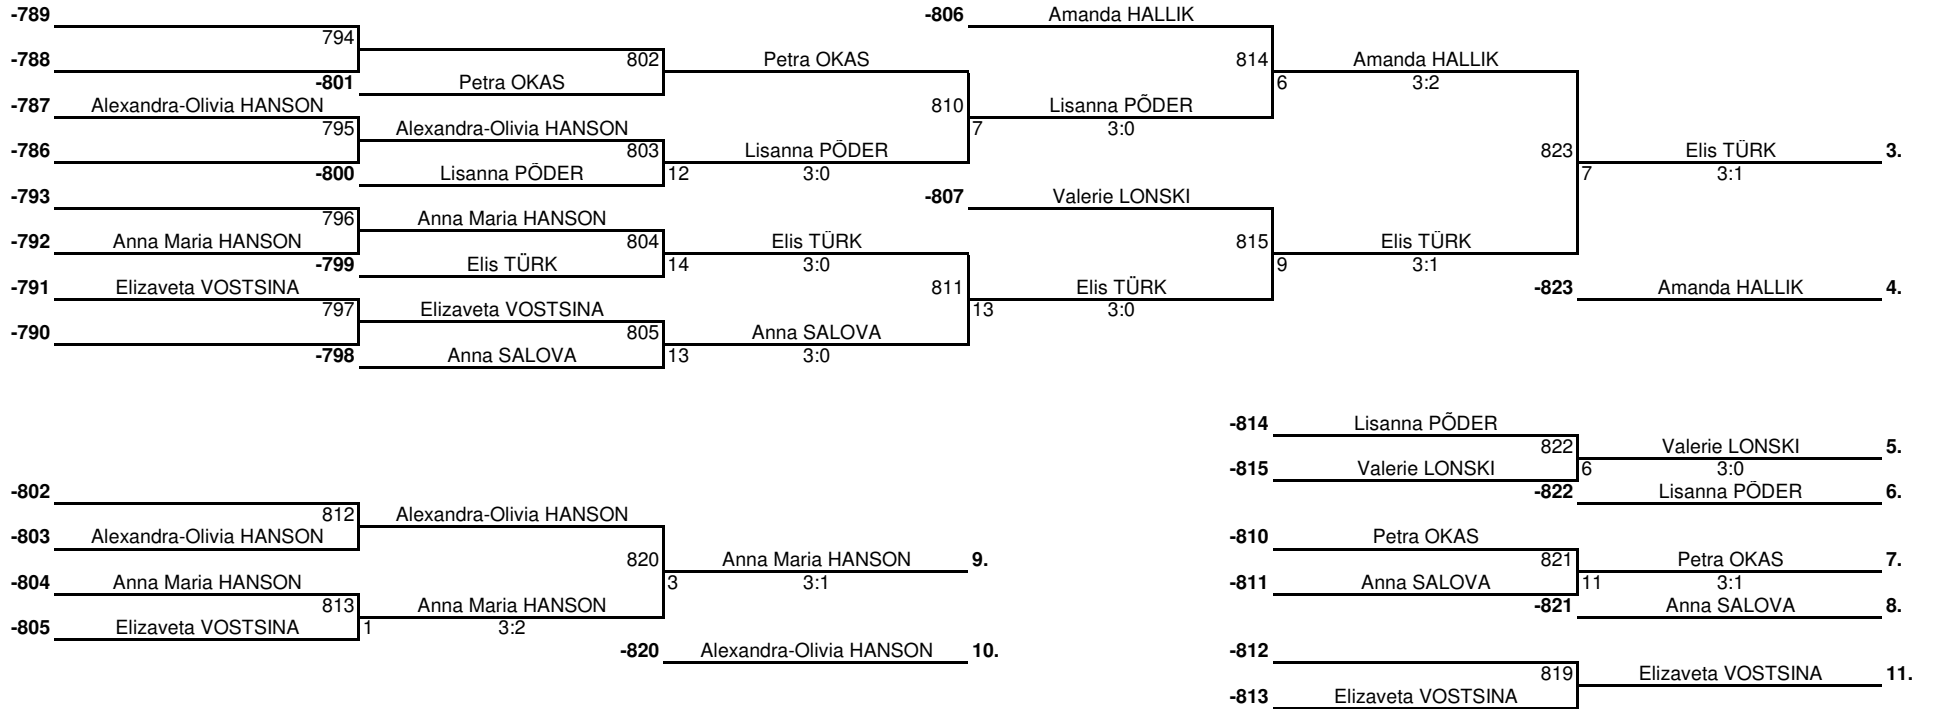 -789 -806 Amanda HALLIK
794
-788 802 Petra OKAS 814 Amanda HALLIK
-801 Petra OKAS 6 3:2
-787 Alexandra-Olivia HANSON 810 Lisanna PÕDER
795 Alexandra-Olivia HANSON 7 3:0
-786 803 Lisanna PÕDER 823 Elis TÜRK 3.
-800 Lisanna PÕDER 12 3:0 7 3:1
-793 -807 Valerie LONSKI
796 Anna Maria HANSON
-792 Anna Maria HANSON 804 Elis TÜRK 815 Elis TÜRK
-799 Elis TÜRK 14 3:0 9 3:1
-791 Elizaveta VOSTSINA 811 Elis TÜRK -823 Amanda HALLIK 4.
797 Elizaveta VOSTSINA 13 3:0
-790 805 Anna SALOVA
-798 Anna SALOVA 13 3:0
-814 Lisanna PÕDER
822 Valerie LONSKI 5.
-815 Valerie LONSKI 6 3:0
-802 -822 Lisanna PÕDER 6.
812 Alexandra-Olivia HANSON
-803 Alexandra-Olivia HANSON -810 Petra OKAS
820 Anna Maria HANSON 9. 821 Petra OKAS 7.
-804 Anna Maria HANSON 3 3:1 -811 Anna SALOVA 11 3:1
813 Anna Maria HANSON -821 Anna SALOVA 8.
-805 Elizaveta VOSTSINA 1 3:2
-820 Alexandra-Olivia HANSON 10. -812
819 Elizaveta VOSTSINA 11.
-813 Elizaveta VOSTSINA